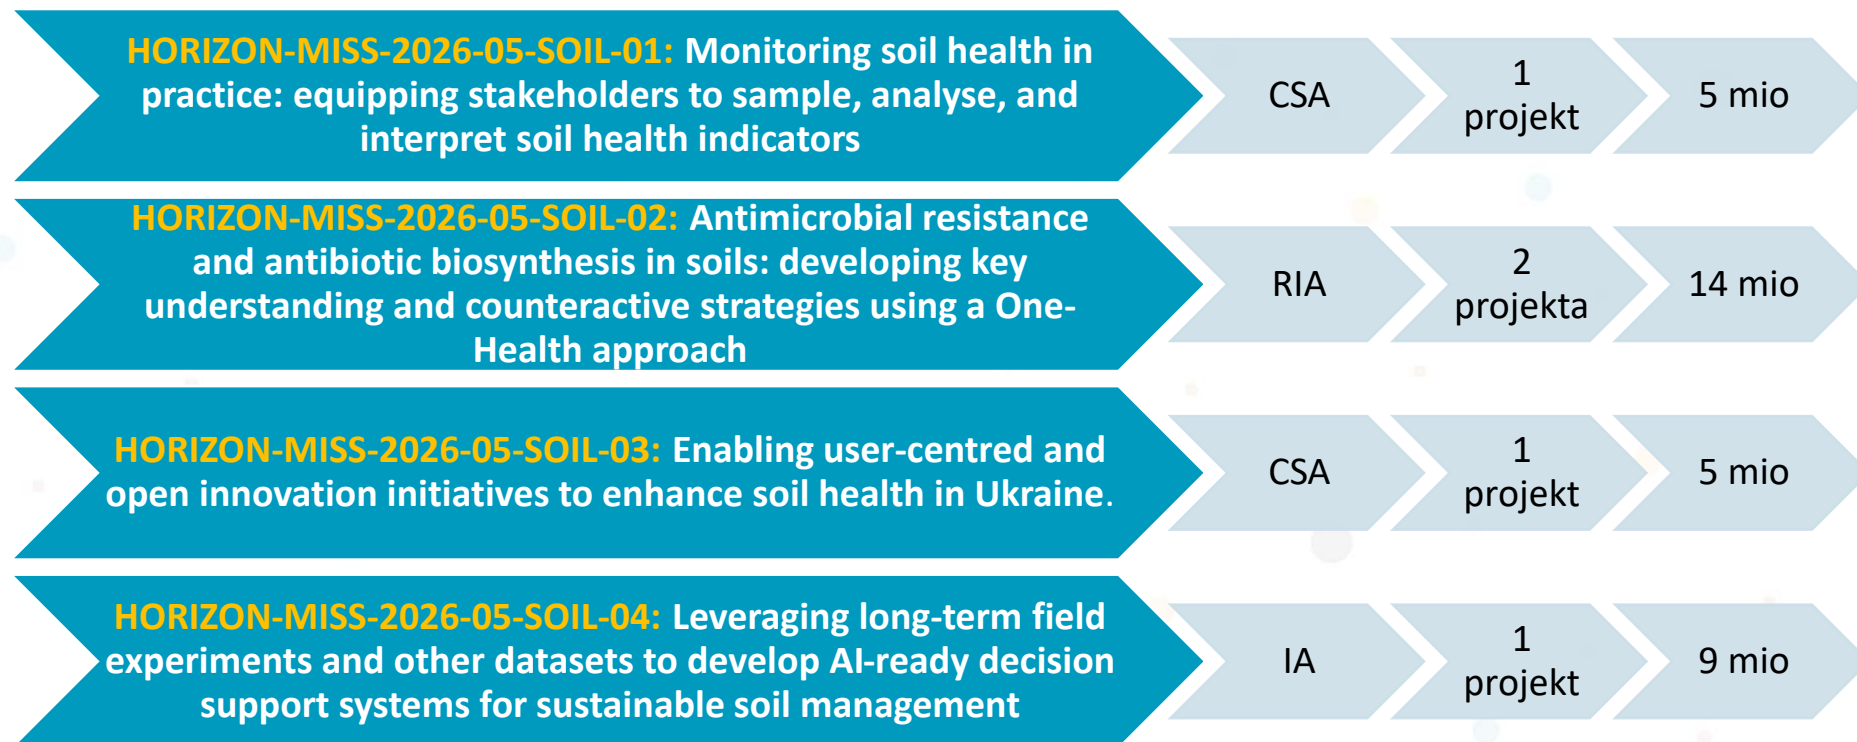 HORIZON-MISS-2026-05-SOIL-01: Monitoring soil health in
practice: equipping stakeholders to sample, analyse, and
interpret soil health indicators
CSA
1
projekt
5 mio
HORIZON-MISS-2026-05-SOIL-02: Antimicrobial resistance
and antibiotic biosynthesis in soils: developing key
understanding and counteractive strategies using a One-
Health approach
RIA
2
projekta
14 mio
HORIZON-MISS-2026-05-SOIL-03: Enabling user-centred and
open innovation initiatives to enhance soil health in Ukraine.
CSA
1
projekt
5 mio
HORIZON-MISS-2026-05-SOIL-04: Leveraging long-term field
experiments and other datasets to develop AI-ready decision
support systems for sustainable soil management
IA
1
projekt
9 mio